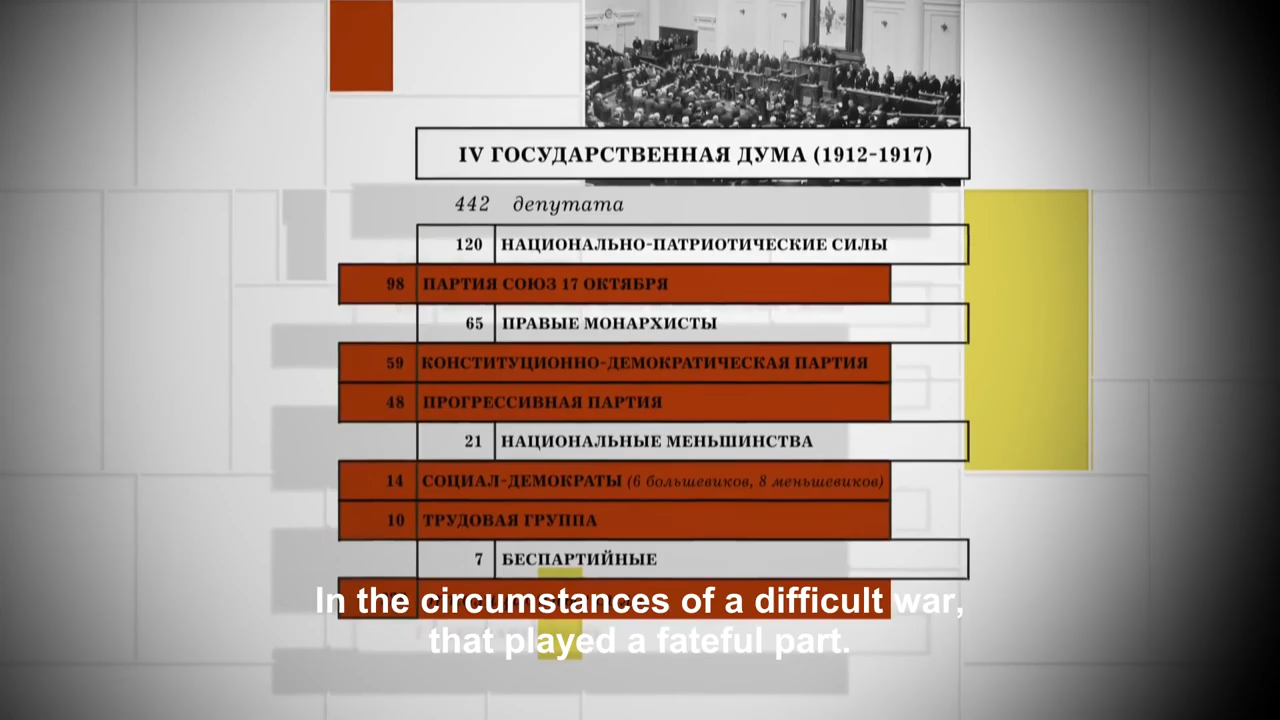 IV ГОСУДАРСТВЕННАЯ ДУМА (1912-1917)
442 депутата
120 НАЦИОНАЛЬНО-ПАТРИОТИЧЕСКИЕ СИЛЫ
98 ПАРТИЯ СОЮЗ 17 ОКТЯБРЯ
65 ПРАВЫЕ МОНАРХИСТЫ
59 КОНСТИТУЦИОННО-ДЕМОКРАТИЧЕСКАЯ ПАРТИЯ
48 ПРОГРЕССИВНАЯ ПАРТИЯ
21 НАЦИОНАЛЬНЫЕ МЕНЬШИНСТВА
14 СОЦИАЛ-ДЕМОКРАТЫ (6 большевиков, 8 меньшевиков)
10 ТРУДОВАЯ ГРУППА
7 БЕСПАРТИЙНЫЕ
In the circumstances of a difficult war,
that played a fateful part.